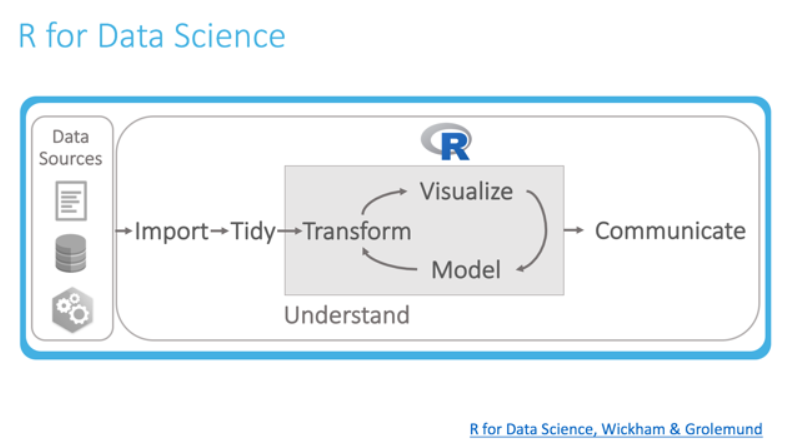 R for Data Science
Data
Sources
R
Import
Tidy
Transform
Visualize
Model
Communicate
Understand
R for Data Science, Wickham & Grolemund